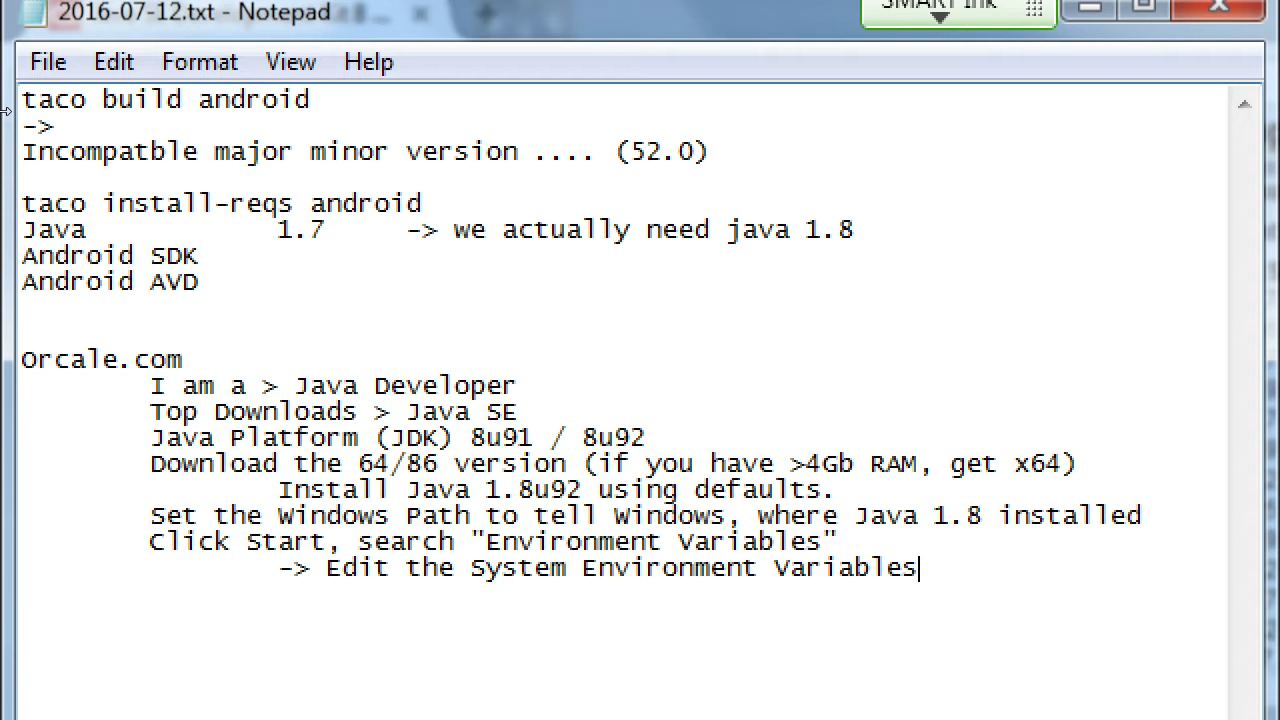 2016-07-12.txt - Notepad
SMART Ink
File Edit Format View Help
taco build android
->
Incompatble major minor version .... (52.0)
taco install-reqs android
Java 1.7 -> we actually need java 1.8
Android SDK
Android AVD
Orcale.com
I am a > Java Developer
Top Downloads > Java SE
Java Platform (JDK) 8u91 / 8u92
Download the 64/86 version (if you have >4Gb RAM, get x64)
Install Java 1.8u92 using defaults.
Set the Windows Path to tell Windows, where Java 1.8 installed
Click Start, search "Environment Variables"
-> Edit the System Environment Variables